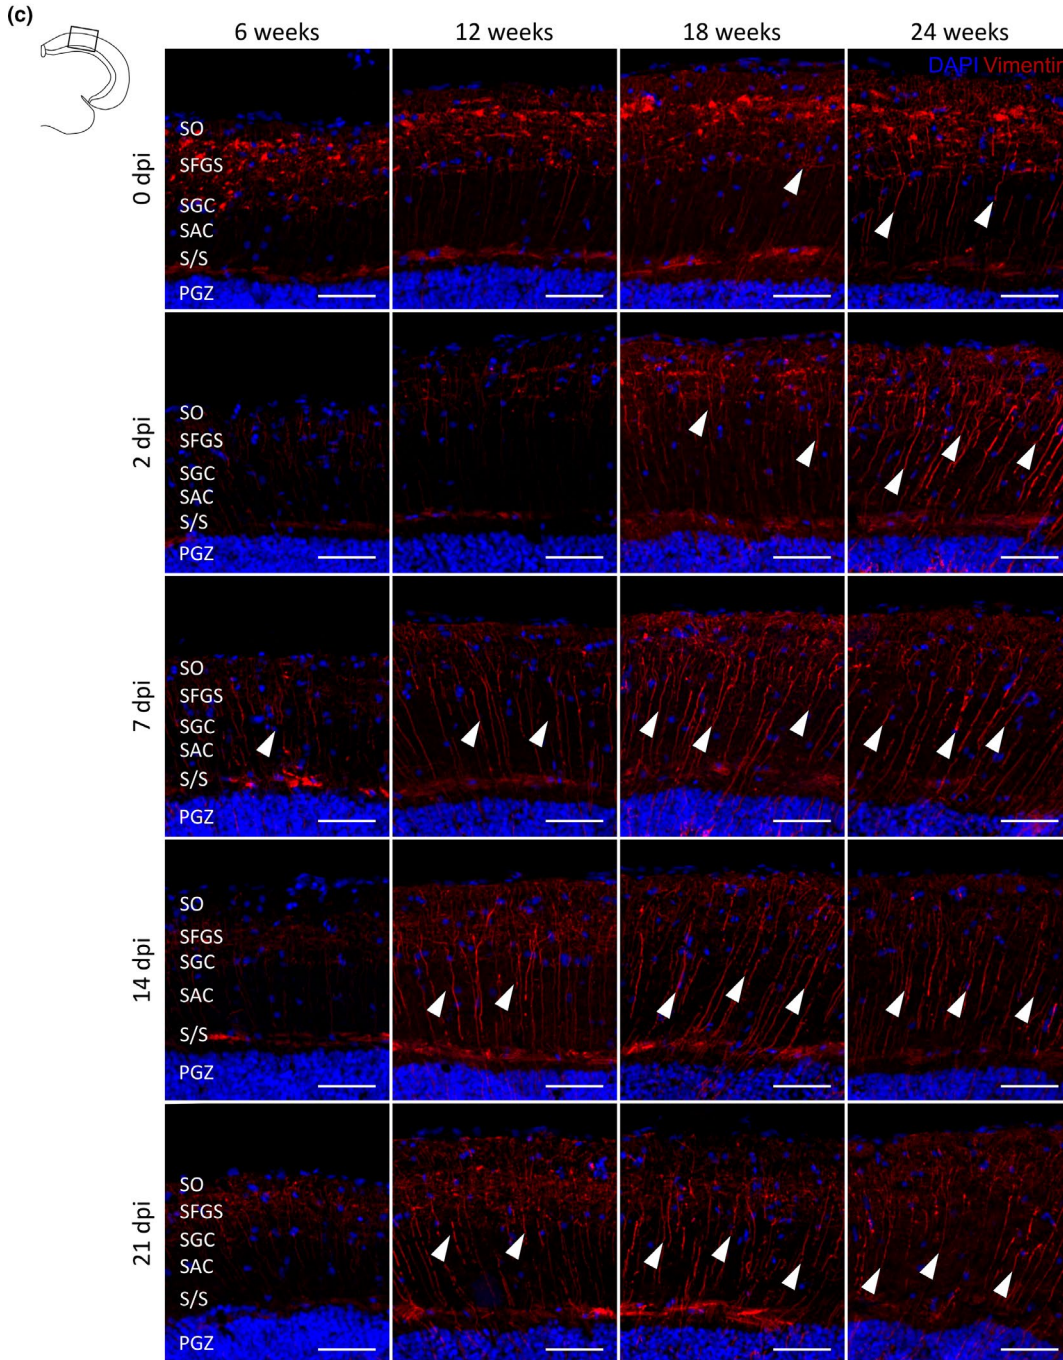 (c)
6 weeks 12 weeks 18 weeks 24 weeks
DAPI Vimentin
0 dpi
SO
SFGS
SGC
SAC
S/S
PGZ
2 dpi
SO
SFGS
SGC
SAC
S/S
PGZ
7 dpi
SO
SFGS
SGC
SAC
S/S
PGZ
14 dpi
SO
SFGS
SGC
SAC
S/S
PGZ
21 dpi
SO
SFGS
SGC
SAC
S/S
PGZ